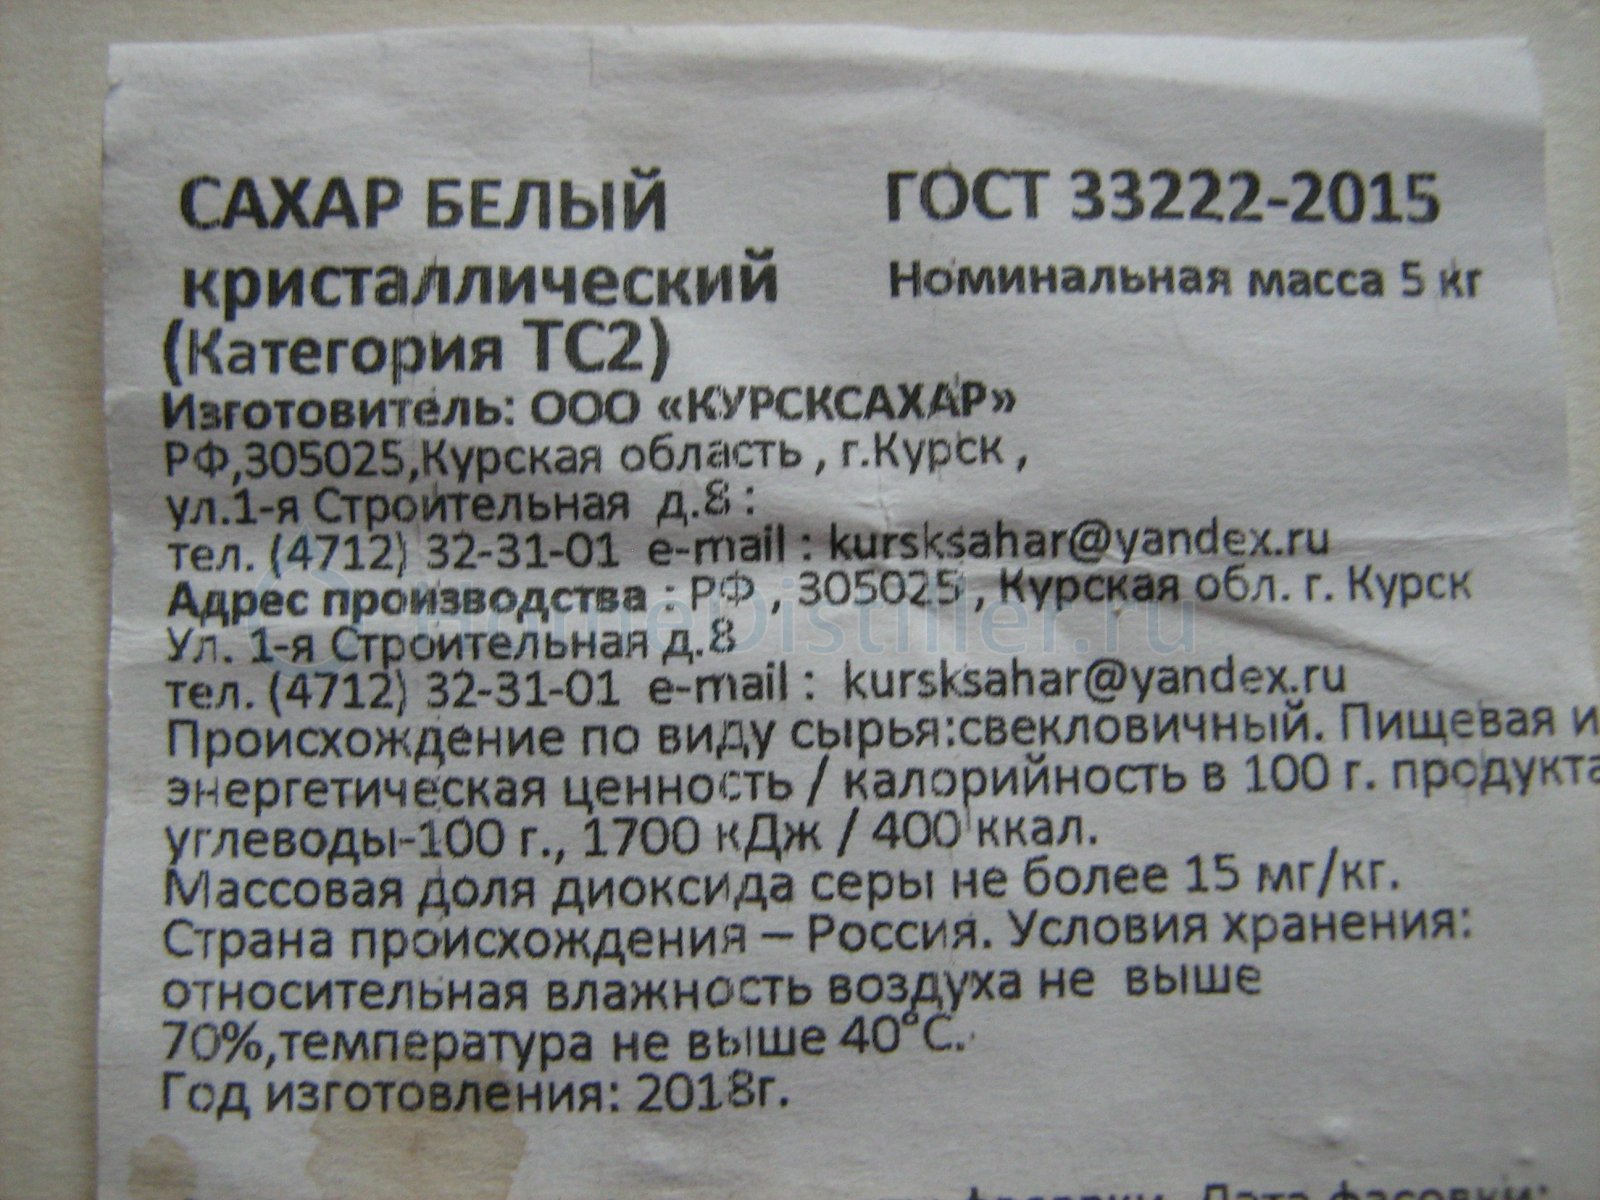 САХАР БЕЛЫЙ ГОСТ 33222-2015
кристаллический Номинальная масса 5 кг
(Категория ТС2)
Изготовитель: ООО «КУРСКСАХАР»
РФ,305025,Курская область , г.Курск ,
ул.1-я Строительная д.8 :
тел. (4712) 32-31-01 e-mail : kursksahar@yandex.ru
Адрес производства : РФ , 305025 , Курская обл. г. Курск
Ул. 1-я Строительная д.8
тел. (4712) 32-31-01 e-mail : kursksahar@yandex.ru
Происхождение по виду сырья:свекловичный. Пищевая и
энергетическая ценность / калорийность в 100 г. продукта
углеводы-100 г., 1700 кДж / 400 ккал.
Массовая доля диоксида серы не более 15 мг/кг.
Страна происхождения – Россия. Условия хранения:
относительная влажность воздуха не выше
70%,температура не выше 40°С.
Год изготовления: 2018г.
Дата фасовки:
HomeDistiller.ru